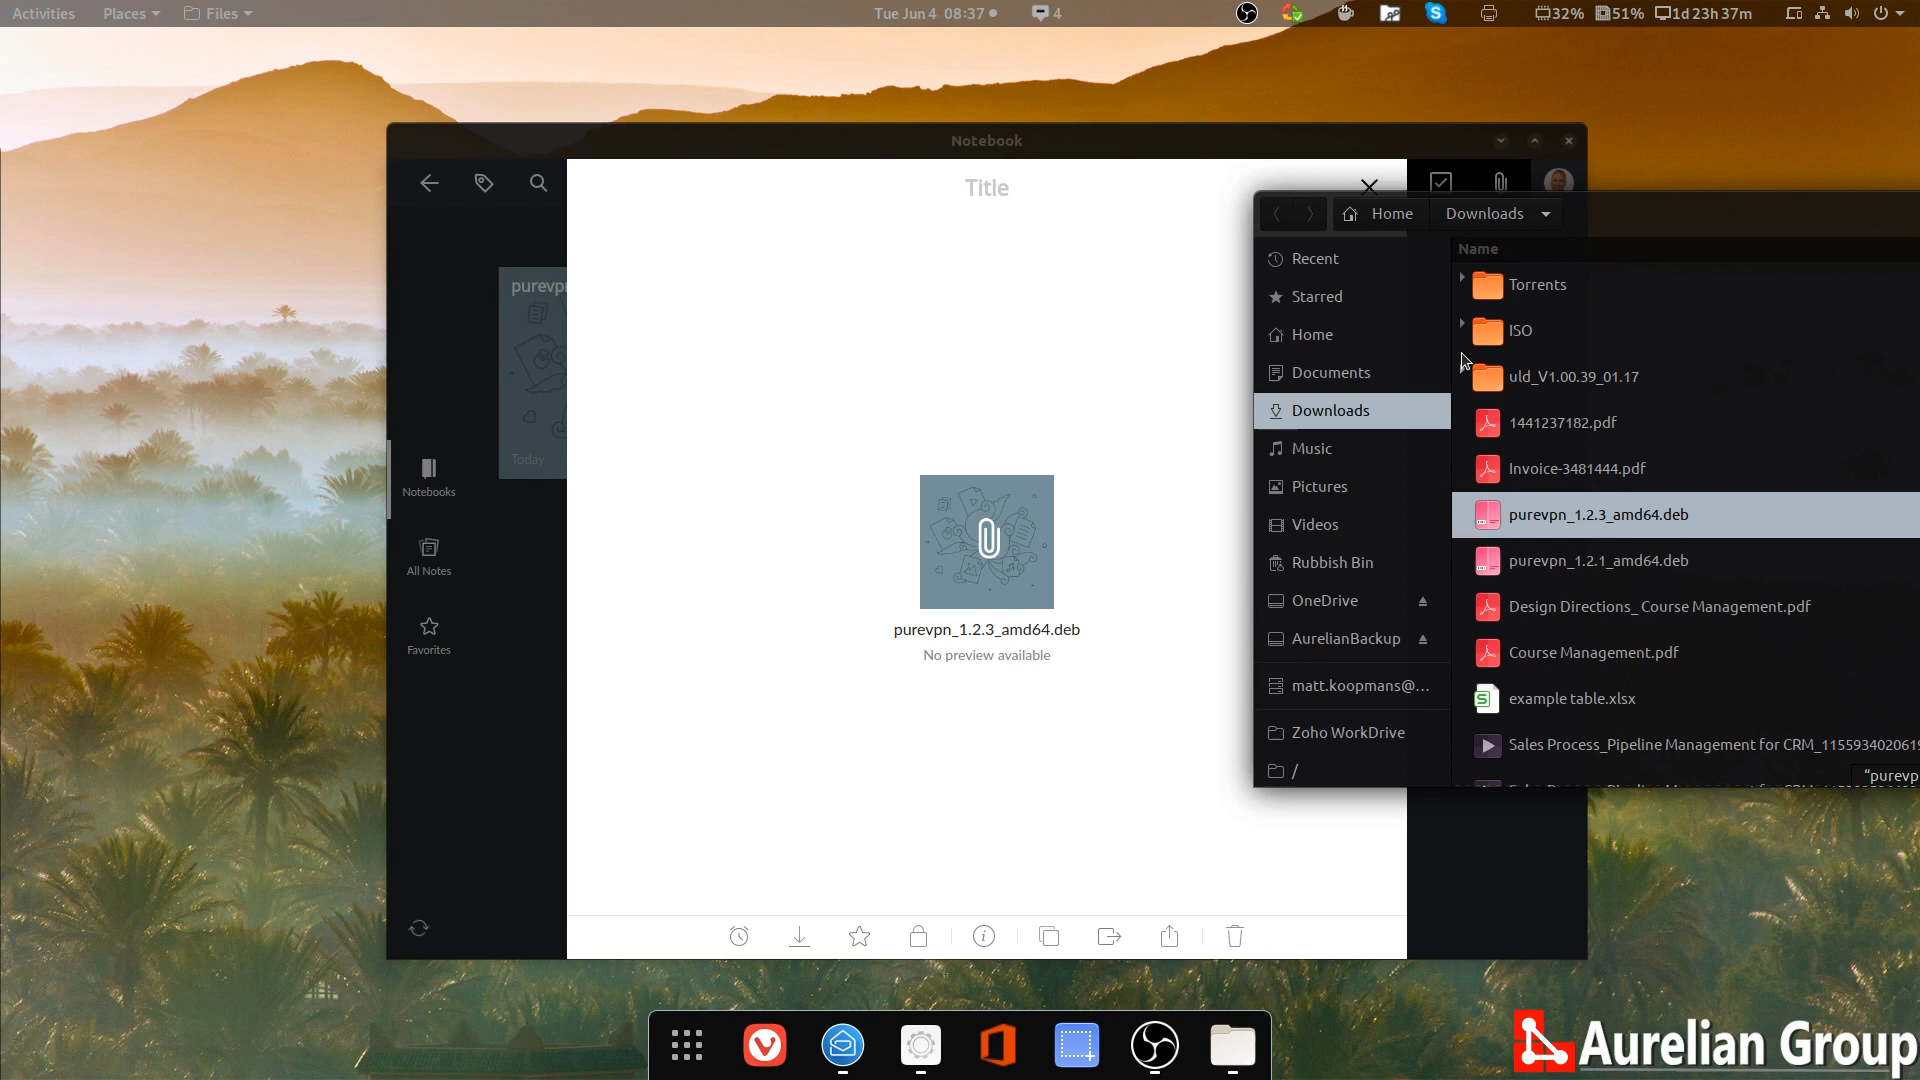 Activities Places Files Tue Jun 4 08:37 4 32% 51% 1d 23h 37m
Notebook
Title
purevp
Today
Notebooks
All Notes
Favorites
purevpn_1.2.3_amd64.deb
No preview available
Home Downloads
Recent
Starred
Home
Documents
Downloads
Music
Pictures
Videos
Rubbish Bin
OneDrive
AurelianBackup
matt.koopmans@...
Zoho WorkDrive
/
Name
Torrents
ISO
uld_V1.00.39_01.17
1441237182.pdf
Invoice-3481444.pdf
purevpn_1.2.3_amd64.deb
purevpn_1.2.1_amd64.deb
Design Directions_ Course Management.pdf
Course Management.pdf
example table.xlsx
Sales Process_Pipeline Management for CRM_1155934020619
"purevp
Aurelian Group